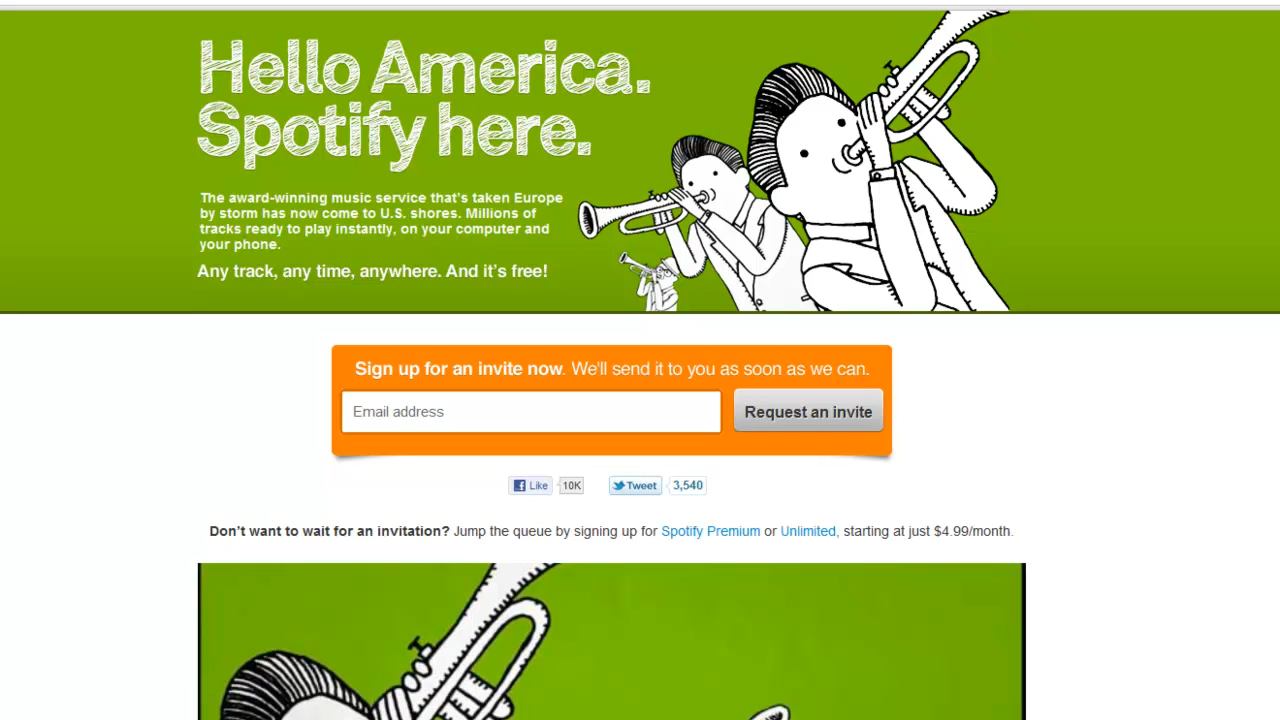 Hello America.
Spotify here.
The award-winning music service that's taken Europe
by storm has now come to U.S. shores. Millions of
tracks ready to play instantly, on your computer and
your phone.
Any track, any time, anywhere. And it's free!
Sign up for an invite now. We'll send it to you as soon as we can.
Email address
Request an invite
Like 10K Tweet 3,540
Don't want to wait for an invitation? Jump the queue by signing up for Spotify Premium or Unlimited, starting at just $4.99/month.